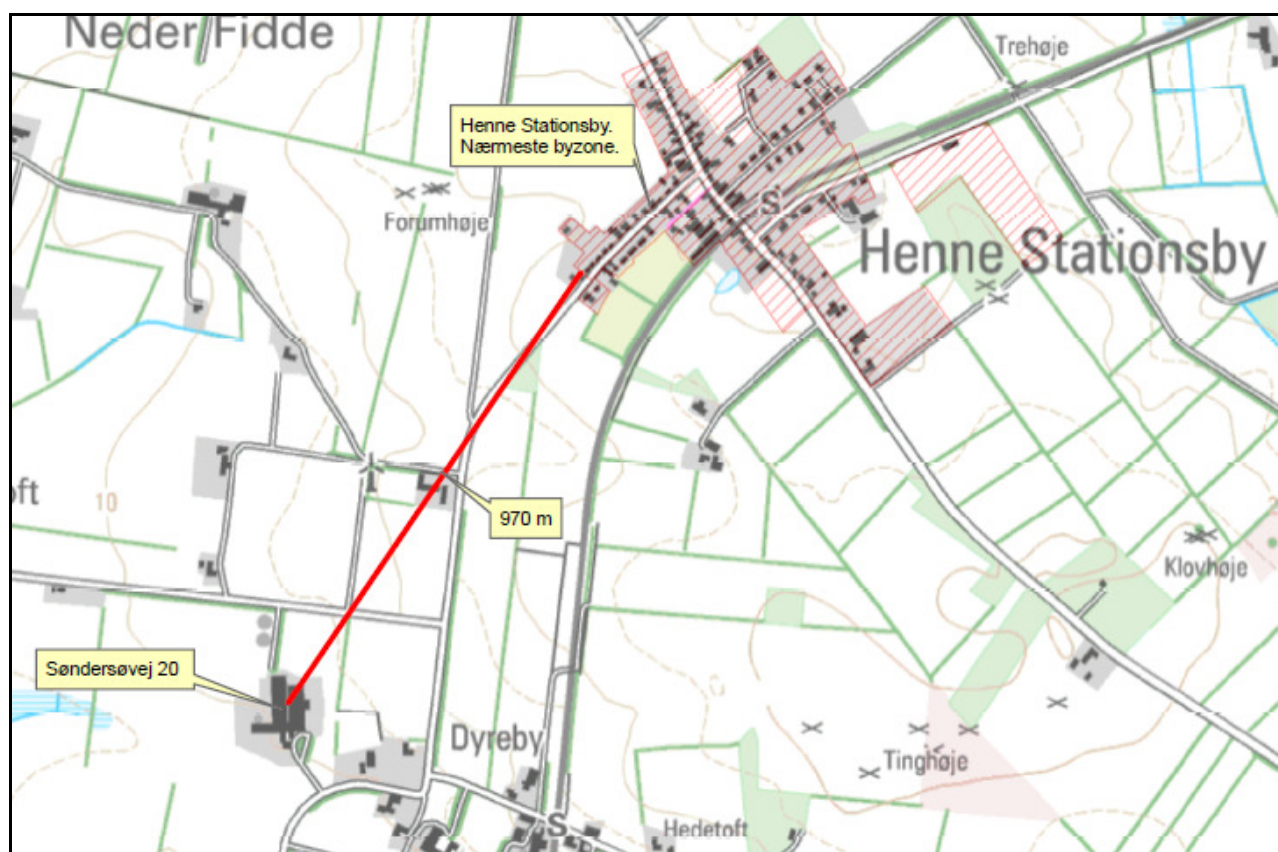 Neder Fidde
Trehøje
Henne Stationsby.
Nærmeste byzone.
Forumhøje
S
Henne Stationsby
oft
10
970 m
2
Klovhøje
Søndersøvej 20
Dyreby
Tinghøje
S
Hedetoft